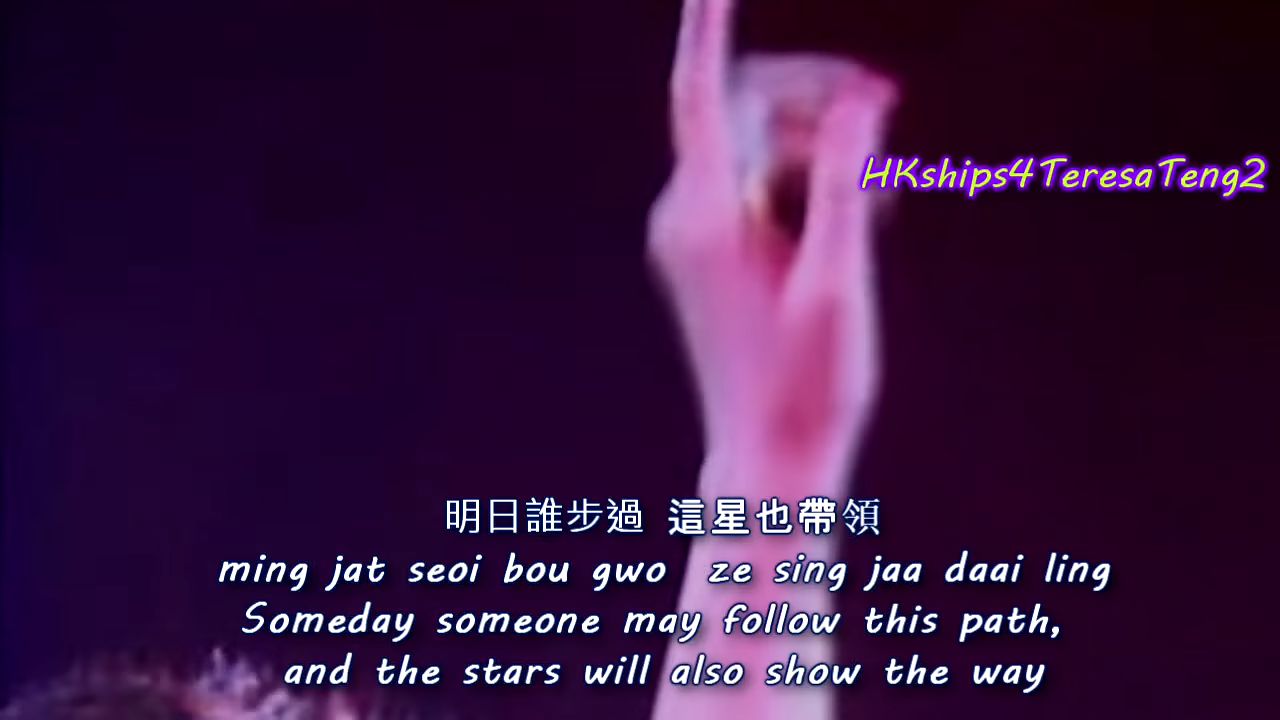 HKships4TeresaTeng2
明日誰步過 這星也帶領
ming jat seoi bou gwo ze sing jaa daai ling
Someday someone may follow this path,
and the stars will also show the way